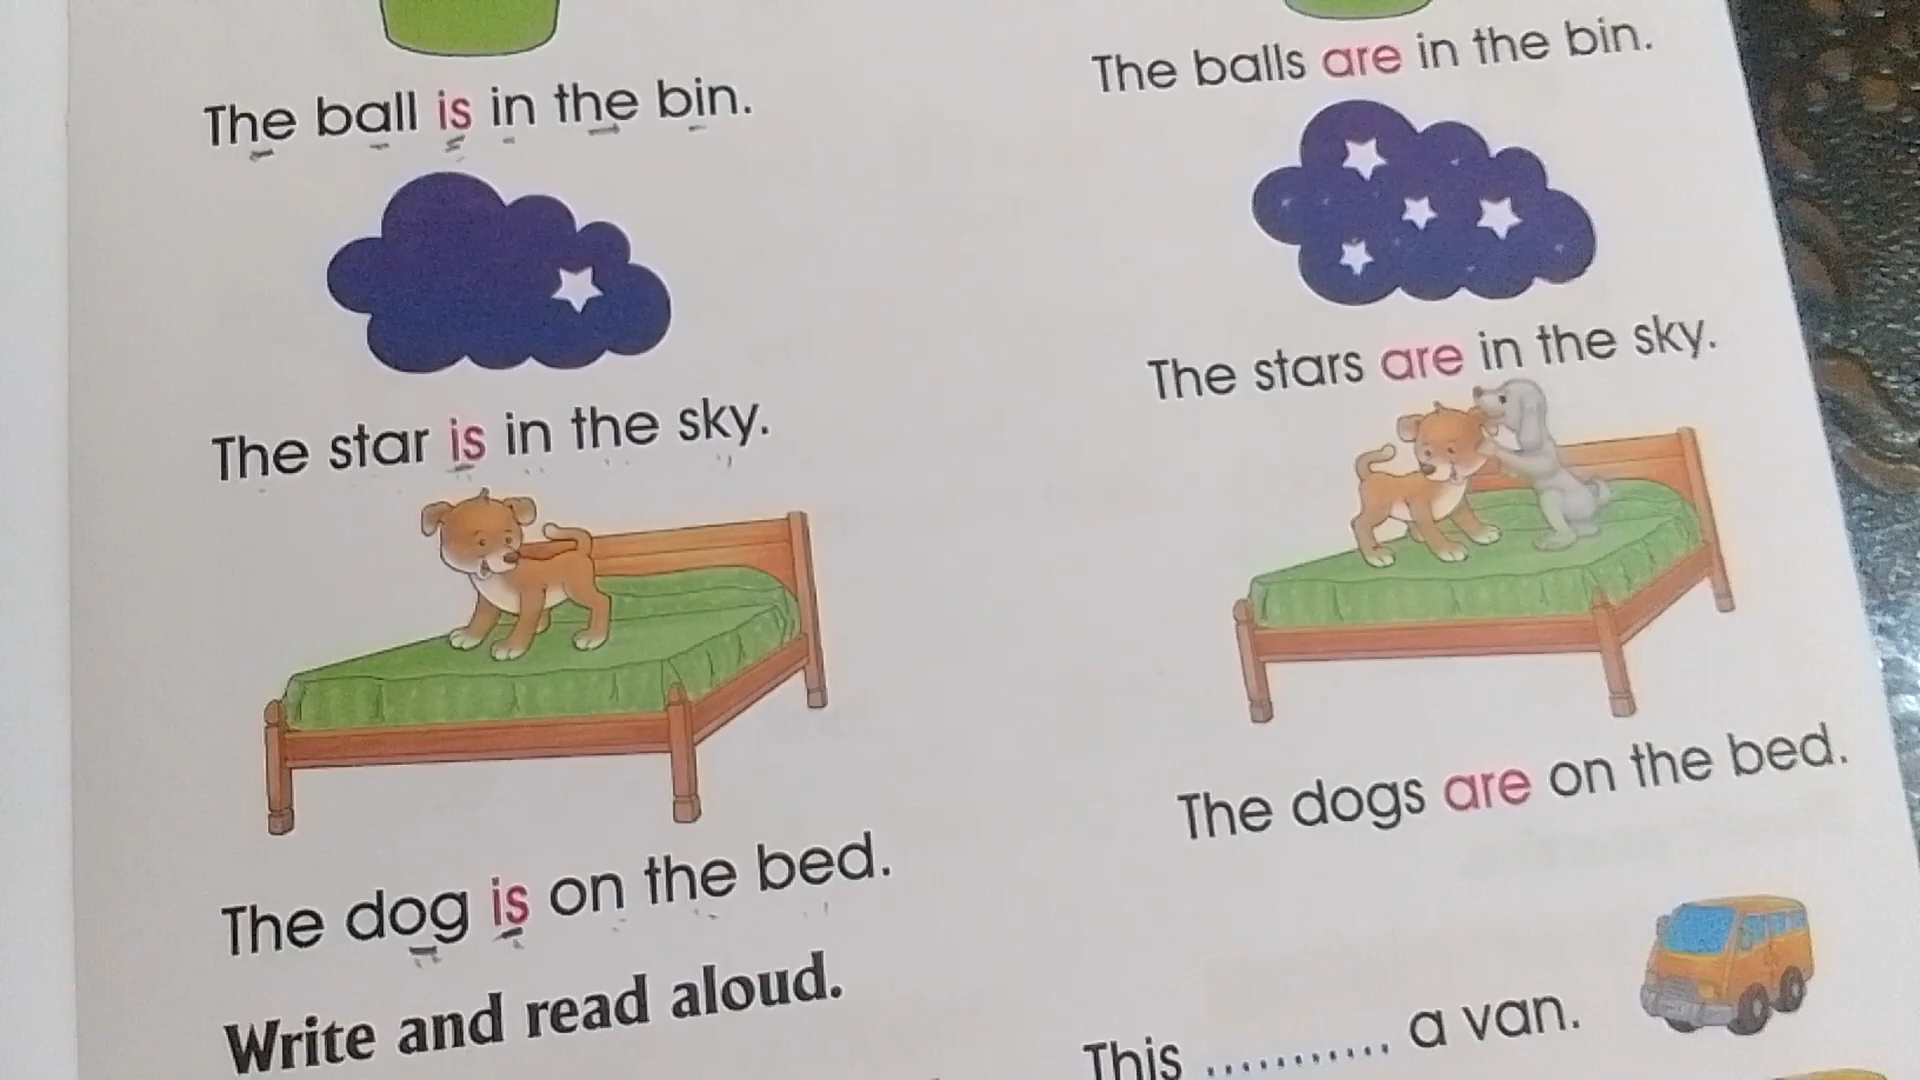 The ball is in the bin.
The balls are in the bin.
The star is in the sky.
The stars are in the sky.
The dog is on the bed.
The dogs are on the bed.
Write and read aloud.
This ............ a van.